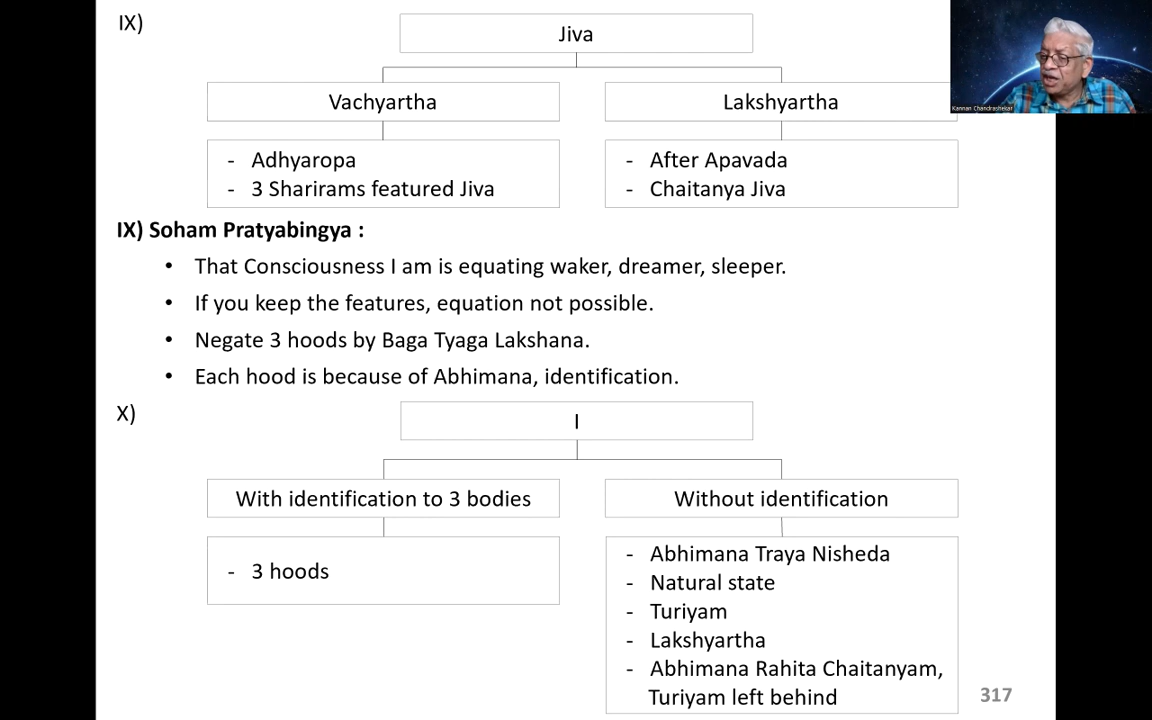 IX)
Jiva
Vachyartha
Lakshyartha
- Adhyaropa
- 3 Sharirams featured Jiva
- After Apavada
- Chaitanya Jiva
Kannan Chandrashekar
IX) Soham Pratyabingya :
• That Consciousness I am is equating waker, dreamer, sleeper.
• If you keep the features, equation not possible.
• Negate 3 hoods by Baga Tyaga Lakshana.
• Each hood is because of Abhimana, identification.
X)
I
With identification to 3 bodies
Without identification
- 3 hoods
- Abhimana Traya Nisheda
- Natural state
- Turiyam
- Lakshyartha
- Abhimana Rahita Chaitanyam,
Turiyam left behind
317